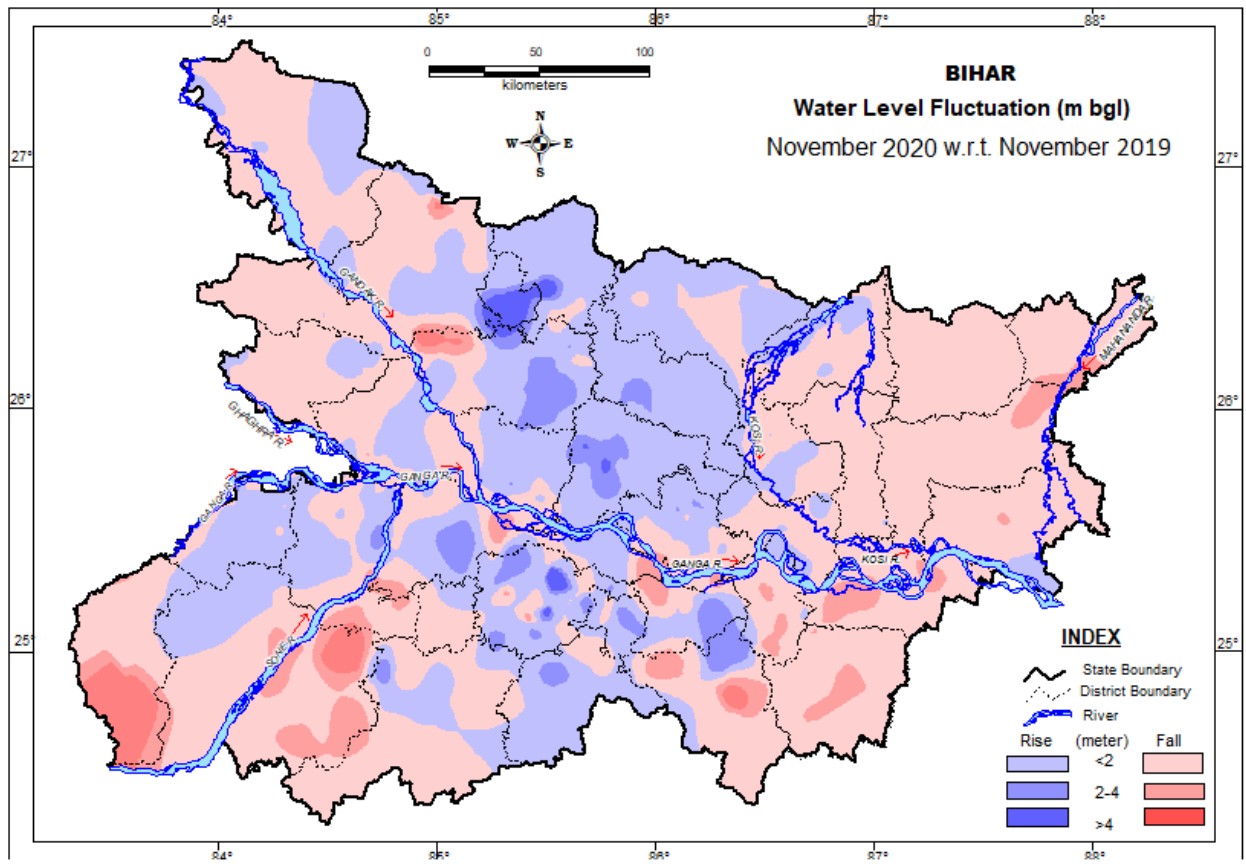 84° 85° 86° 87° 88°
0 50 100
kilometers
N
W E
S
BIHAR
Water Level Fluctuation (m bgl)
November 2020 w.r.t. November 2019
27° 27°
GANDAK R.
MAHANANDA R.
26° 26°
GHAGHRA R.
KOSI R.
GANGA R.
GANGA R.
GANGA R.
KOSI R.
SONE R.
25° 25°
INDEX
State Boundary
District Boundary
River
Rise (meter) Fall
<2
2-4
>4
84° 85° 86° 87° 88°